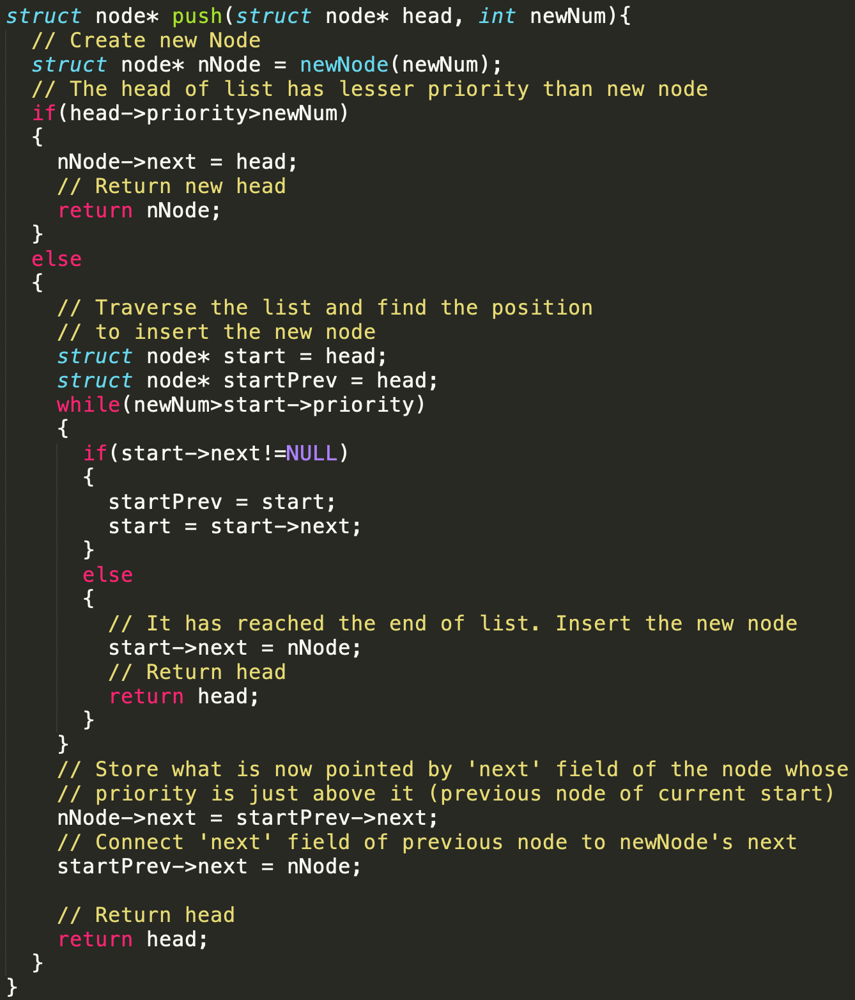 struct node* push(struct node* head, int newNum){
  // Create new Node
  struct node* nNode = newNode(newNum);
  // The head of list has lesser priority than new node
  if(head->priority>newNum)
  {
    nNode->next = head;
    // Return new head
    return nNode;
  }
  else
  {
    // Traverse the list and find the position
    // to insert the new node
    struct node* start = head;
    struct node* startPrev = head;
    while(newNum>start->priority)
    {
      if(start->next!=NULL)
      {
        startPrev = start;
        start = start->next;
      }
      else
      {
        // It has reached the end of list. Insert the new node
        start->next = nNode;
        // Return head
        return head;
      }
    }
    // Store what is now pointed by 'next' field of the node whose
    // priority is just above it (previous node of current start)
    nNode->next = startPrev->next;
    // Connect 'next' field of previous node to newNode's next
    startPrev->next = nNode;

    // Return head
    return head;
  }
}